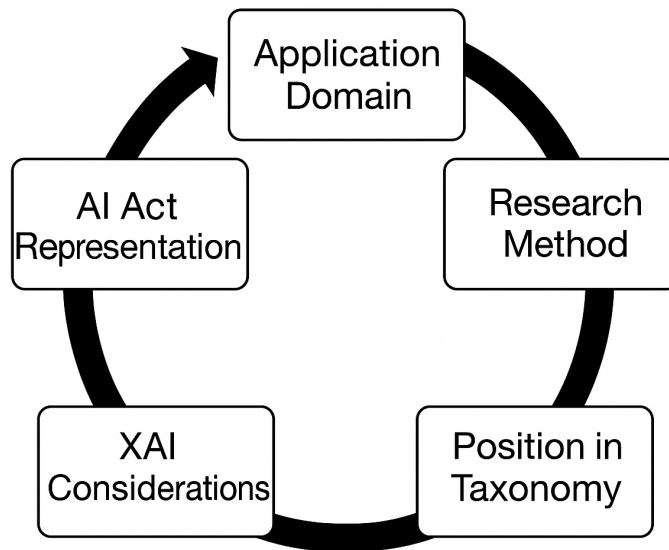 Application
Domain
Research
Method
Position in
Taxonomy
XAI
Considerations
AI Act
Representation